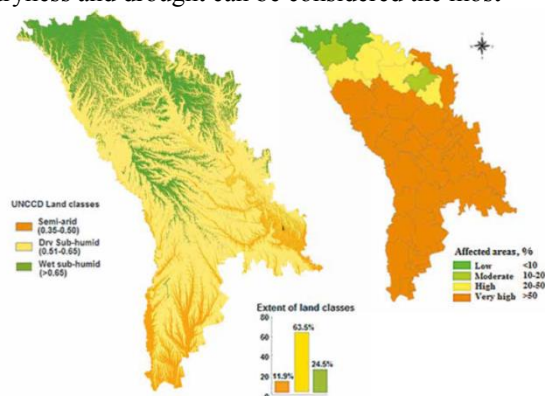 ryness and drought can be considered the most
UNCCD Land classes
Semi-arid
(0.35-0.50)
Dry Sub-humid
(0.51-0.65)
Wet sub-humid
(>0.65)
Extent of land classes
80
60
40
20
0
11.9%
63.5%
24.5%
Affected areas, %
Low <10
Moderate 10-20
High 20-50
Very high >50